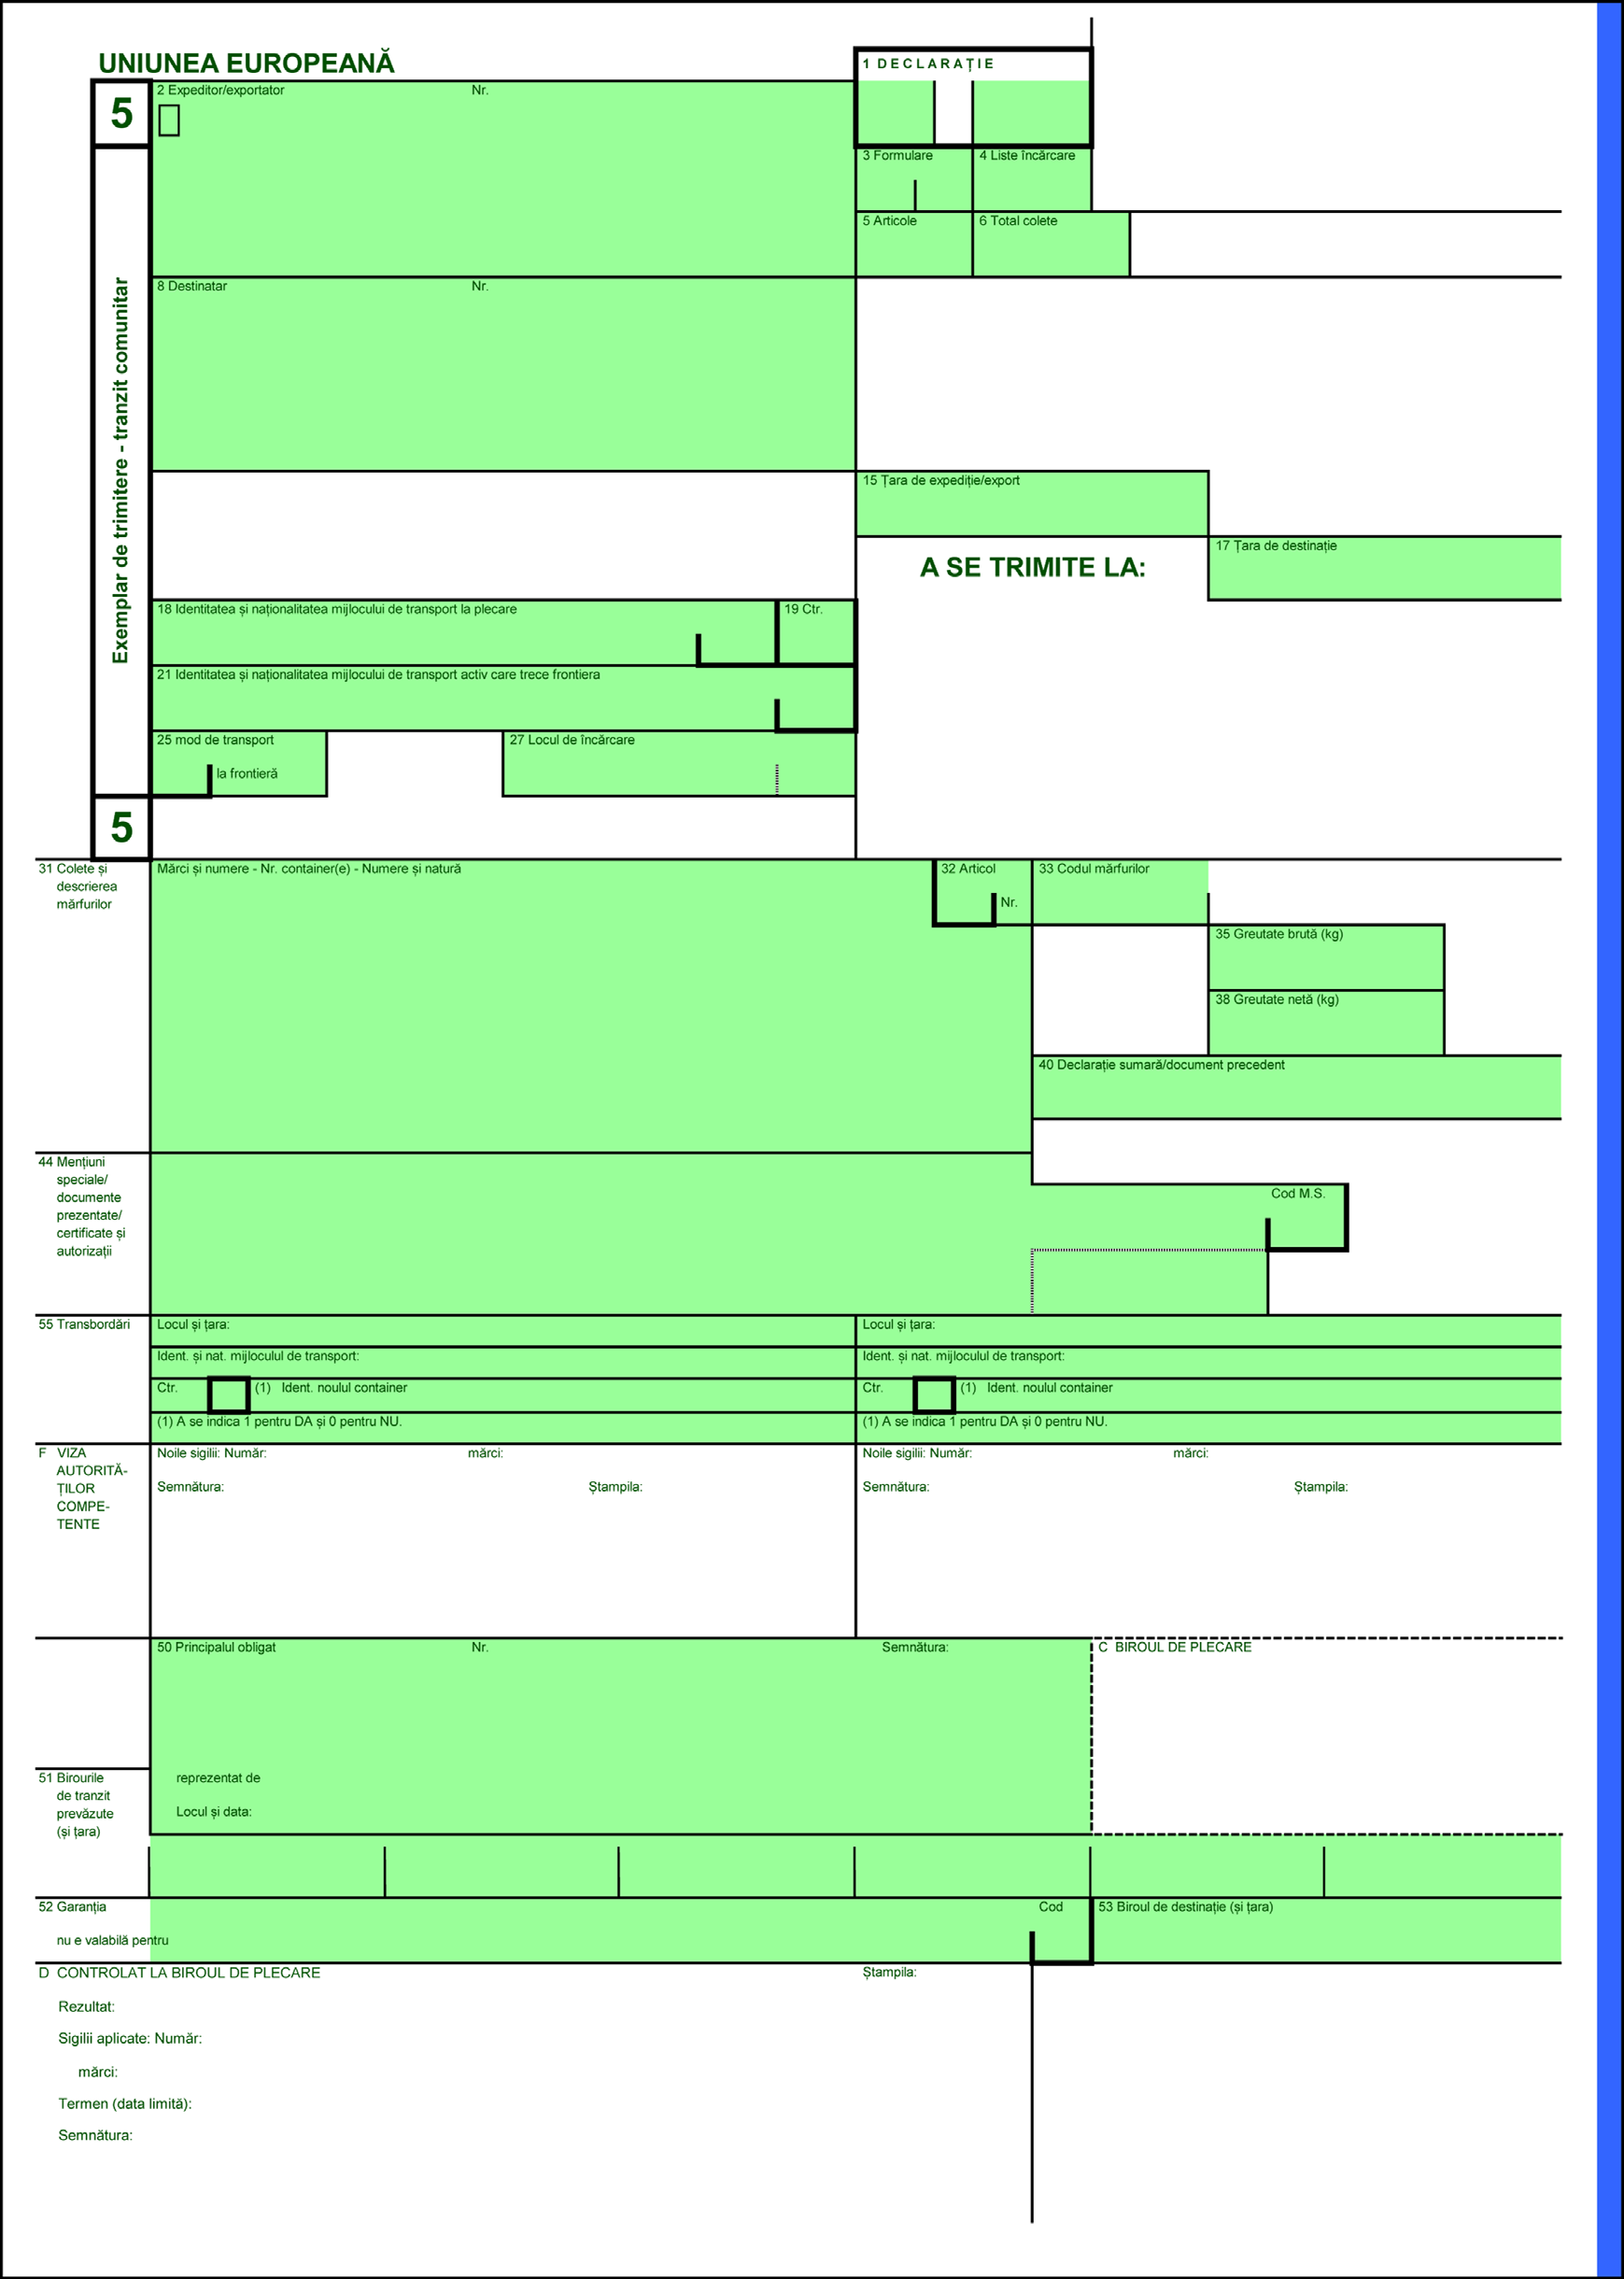 UNIUNEA EUROPEANĂ
1 DECLARAȚIE
5
2 Expeditor/exportator Nr.
3 Formulare
4 Liste încărcare
5 Articole
6 Total colete
Exemplar de trimitere - tranzit comunitar
8 Destinatar Nr.
15 Țara de expediție/export
A SE TRIMITE LA:
17 Țara de destinație
18 Identitatea și naționalitatea mijlocului de transport la plecare
19 Ctr.
21 Identitatea și naționalitatea mijlocului de transport activ care trece frontiera
25 mod de transport
la frontieră
27 Locul de încărcare
5
31 Colete și
descrierea
mărfurilor
Mărci și numere - Nr. container(e) - Numere și natură
32 Articol
Nr.
33 Codul mărfurilor
35 Greutate brută (kg)
38 Greutate netă (kg)
40 Declarație sumară/document precedent
44 Mențiuni
speciale/
documente
prezentate/
certificate și
autorizații
Cod M.S.
55 Transbordări
Locul și țara:
Ident. și nat. mijloculul de transport:
Ctr. (1) Ident. noulul container
(1) A se indica 1 pentru DA și 0 pentru NU.
Locul și țara:
Ident. și nat. mijloculul de transport:
Ctr. (1) Ident. noulul container
(1) A se indica 1 pentru DA și 0 pentru NU.
F VIZA
AUTORITĂ-
ȚILOR
COMPE-
TENTE
Noile sigilii: Număr: mărci:
Semnătura: Ștampila:
Noile sigilii: Număr: mărci:
Semnătura: Ștampila:
50 Principalul obligat Nr. Semnătura:
C BIROUL DE PLECARE
reprezentat de
Locul și data:
51 Birourile
de tranzit
prevăzute
(și țara)
52 Garanția
nu e valabilă pentru
Cod
53 Biroul de destinație (și țara)
D CONTROLAT LA BIROUL DE PLECARE Ștampila:
Rezultat:
Sigilii aplicate: Număr:
mărci:
Termen (data limită):
Semnătura: